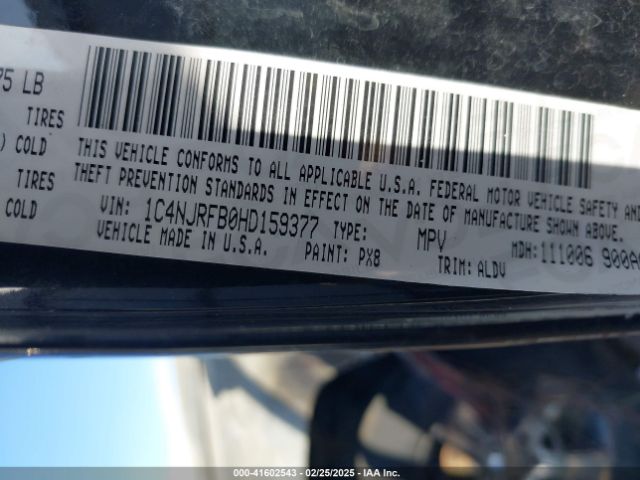 75 LB
TIRES
) COLD
TIRES
COLD
THIS VEHICLE CONFORMS TO ALL APPLICABLE U.S.A. FEDERAL MOTOR VEHICLE SAFETY AND
THEFT PREVENTION STANDARDS IN EFFECT ON THE DATE OF MANUFACTURE SHOWN ABOVE.
VIN: 1C4NJRFB0HD159377 TYPE: MPV MDH:111006 900A
VEHICLE MADE IN U.S.A. PAINT: PX8 TRIM: ALDV
000-41602543 - 02/25/2025 - IAA Inc.